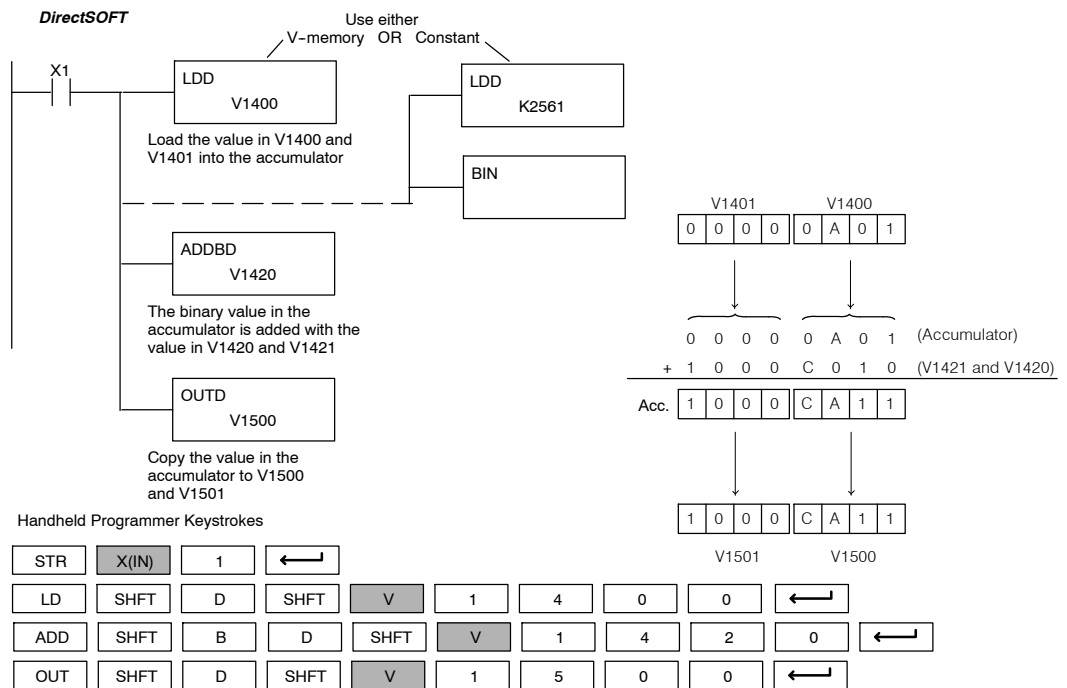 DirectSOFT
Use either
V--memory OR Constant
X1
LDD
V1400
Load the value in V1400 and
V1401 into the accumulator
LDD
K2561
BIN
ADDBD
V1420
The binary value in the
accumulator is added with the
value in V1420 and V1421
OUTD
V1500
Copy the value in the
accumulator to V1500
and V1501
V1401 V1400
0 0 0 0 0 A 0 1
0 0 0 0 0 A 0 1 (Accumulator)
+ 1 0 0 0 C 0 1 0 (V1421 and V1420)
Acc. 1 0 0 0 C A 1 1
1 0 0 0 C A 1 1
V1501 V1500
Handheld Programmer Keystrokes
STR X(IN) 1
LD SHFT D SHFT V 1 4 0 0
ADD SHFT B D SHFT V 1 4 2 0
OUT SHFT D SHFT V 1 5 0 0